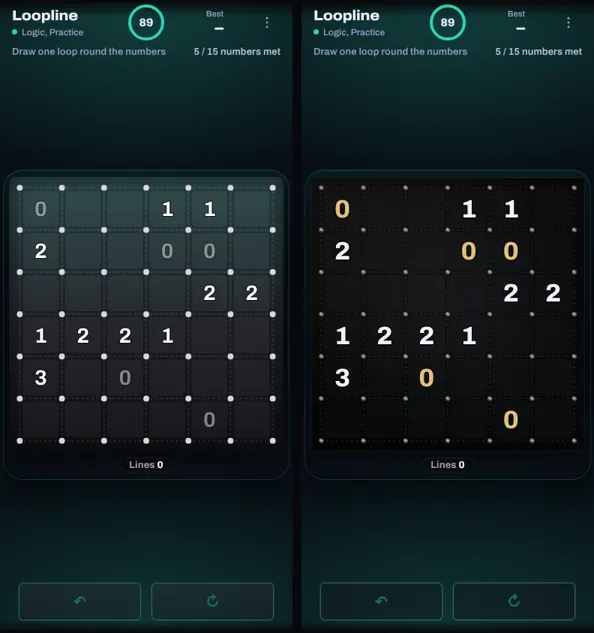 Loopline
Logic, Practice
89
Best
–
Draw one loop round the numbers
5 / 15 numbers met
0 1 1
2 0 0
2 2
1 2 2 1
3 0
0
Lines 0
Loopline
Logic, Practice
89
Best
–
Draw one loop round the numbers
5 / 15 numbers met
0 1 1
2 0 0
2 2
1 2 2 1
3 0
0
Lines 0